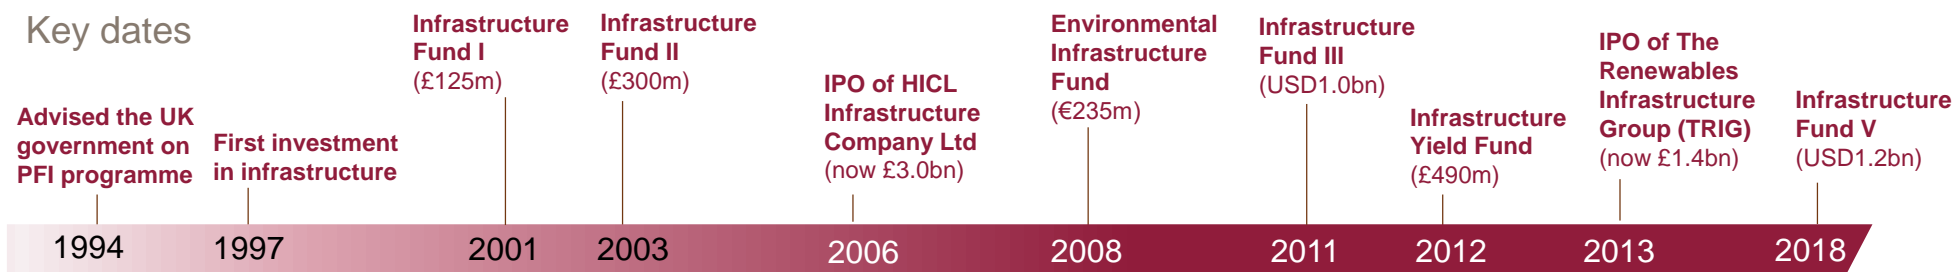 Key dates
Advised the UK
government on
PFI programme
1994
First investment
in infrastructure
1997
Infrastructure
Fund I
(£125m)
2001
Infrastructure
Fund II
(£300m)
2003
IPO of HICL
Infrastructure
Company Ltd
(now £3.0bn)
2006
Environmental
Infrastructure
Fund
(€235m)
2008
Infrastructure
Fund III
(USD1.0bn)
2011
Infrastructure
Yield Fund
(£490m)
2012
IPO of The
Renewables
Infrastructure
Group (TRIG)
(now £1.4bn)
2013
Infrastructure
Fund V
(USD1.2bn)
2018